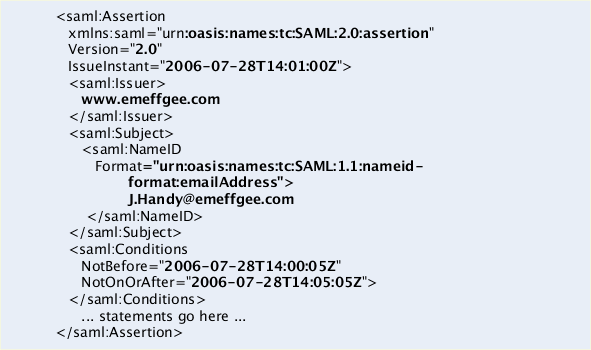 <saml:Assertion
xmlns:saml="urn:oasis:names:tc:SAML:2.0:assertion"
Version="2.0"
IssueInstant="2006-07-28T14:01:00Z">
<saml:Issuer>
www.emeffgee.com
</saml:Issuer>
<saml:Subject>
<saml:NameID
Format="urn:oasis:names:tc:SAML:1.1:nameid-
format:emailAddress">
J.Handy@emeffgee.com
</saml:NameID>
</saml:Subject>
<saml:Conditions
NotBefore="2006-07-28T14:00:05Z"
NotOnOrAfter="2006-07-28T14:05:05Z">
</saml:Conditions>
... statements go here ...
</saml:Assertion>